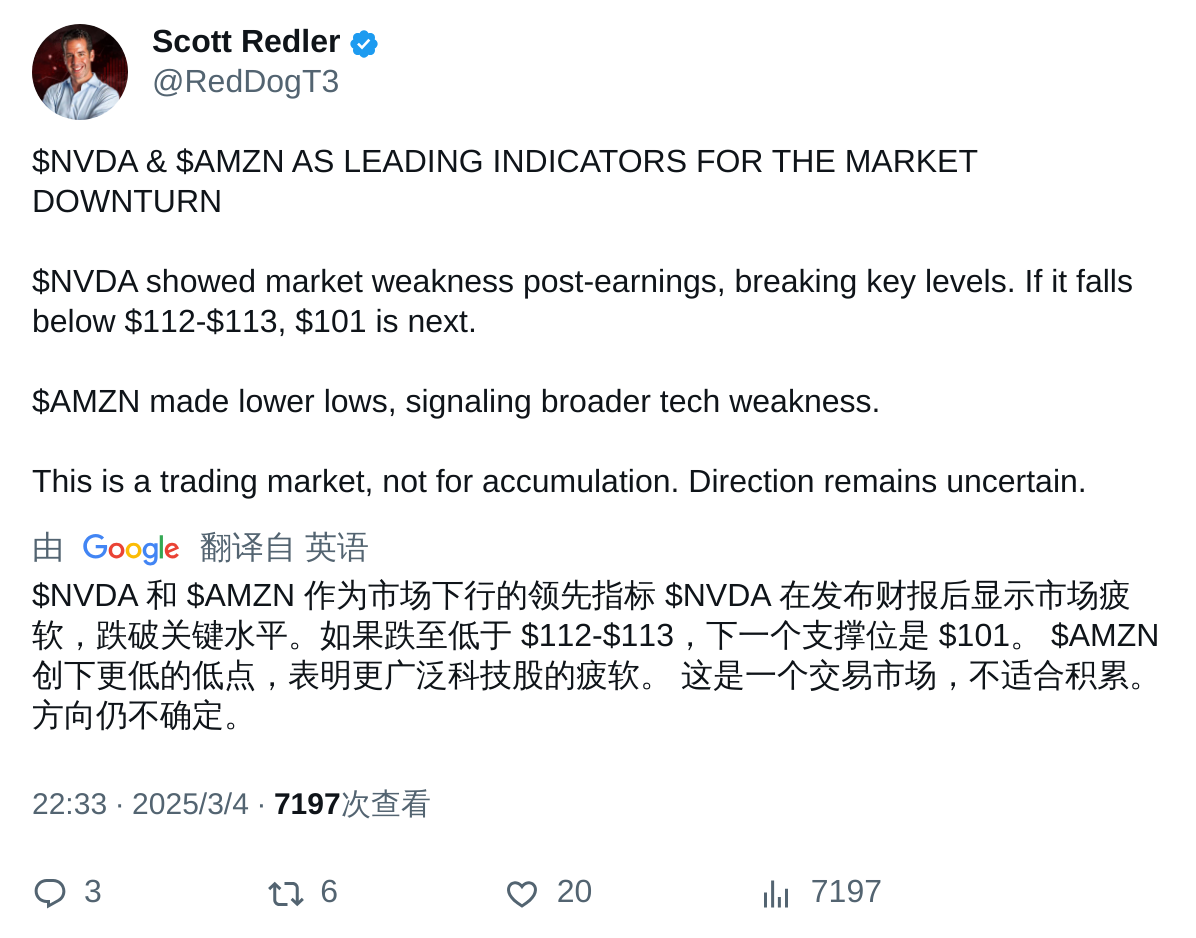 Scott Redler
@RedDogT3
$NVDA & $AMZN AS LEADING INDICATORS FOR THE MARKET
DOWNTURN
$NVDA showed market weakness post-earnings, breaking key levels. If it falls
below $112-$113, $101 is next.
$AMZN made lower lows, signaling broader tech weakness.
This is a trading market, not for accumulation. Direction remains uncertain.
由 Google 翻译自 英语
$NVDA 和 $AMZN 作为市场下行的领先指标 $NVDA 在发布财报后显示市场疲
软，跌破关键水平。如果跌至低于 $112-$113，下一个支撑位是 $101。 $AMZN
创下更低的低点，表明更广泛科技股的疲软。 这是一个交易市场，不适合积累。
方向仍不确定。
22:33 · 2025/3/4 · 7197次查看
3 6 20 7197